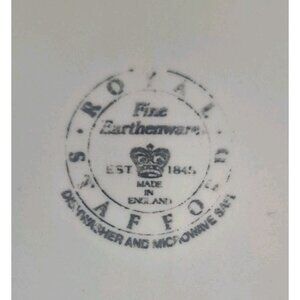 ROYAL
Fine
Earthenware
EST 1845
MADE
IN
ENGLAND
STAFFORD
DISHWASHER AND MICROWAVE SAFE